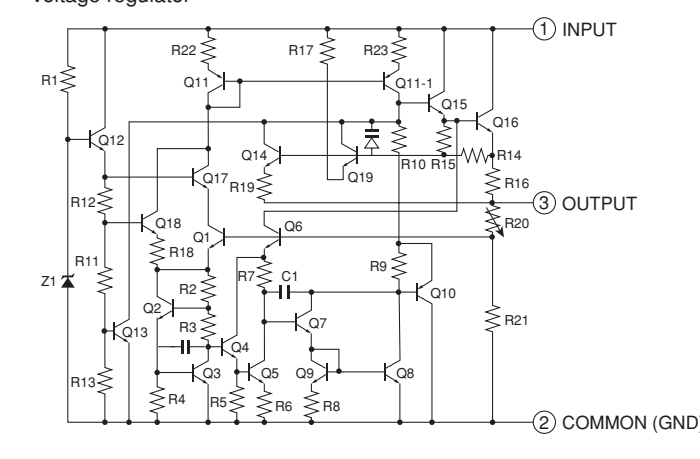 Voltage regulator
1 INPUT
R22
R17
R23
R1
Q11
Q11-1
Q15
Q16
Q12
Q14
R10
R15
R14
Q19
R19
R16
Q17
R12
3 OUTPUT
Q18
Q6
R20
Q1
R18
R11
R9
R7
C1
Z1
R2
Q10
Q2
R21
R3
Q7
Q13
Q4
Q3
Q5
Q9
Q8
R13
R4
R5
R6
R8
2 COMMON (GND)